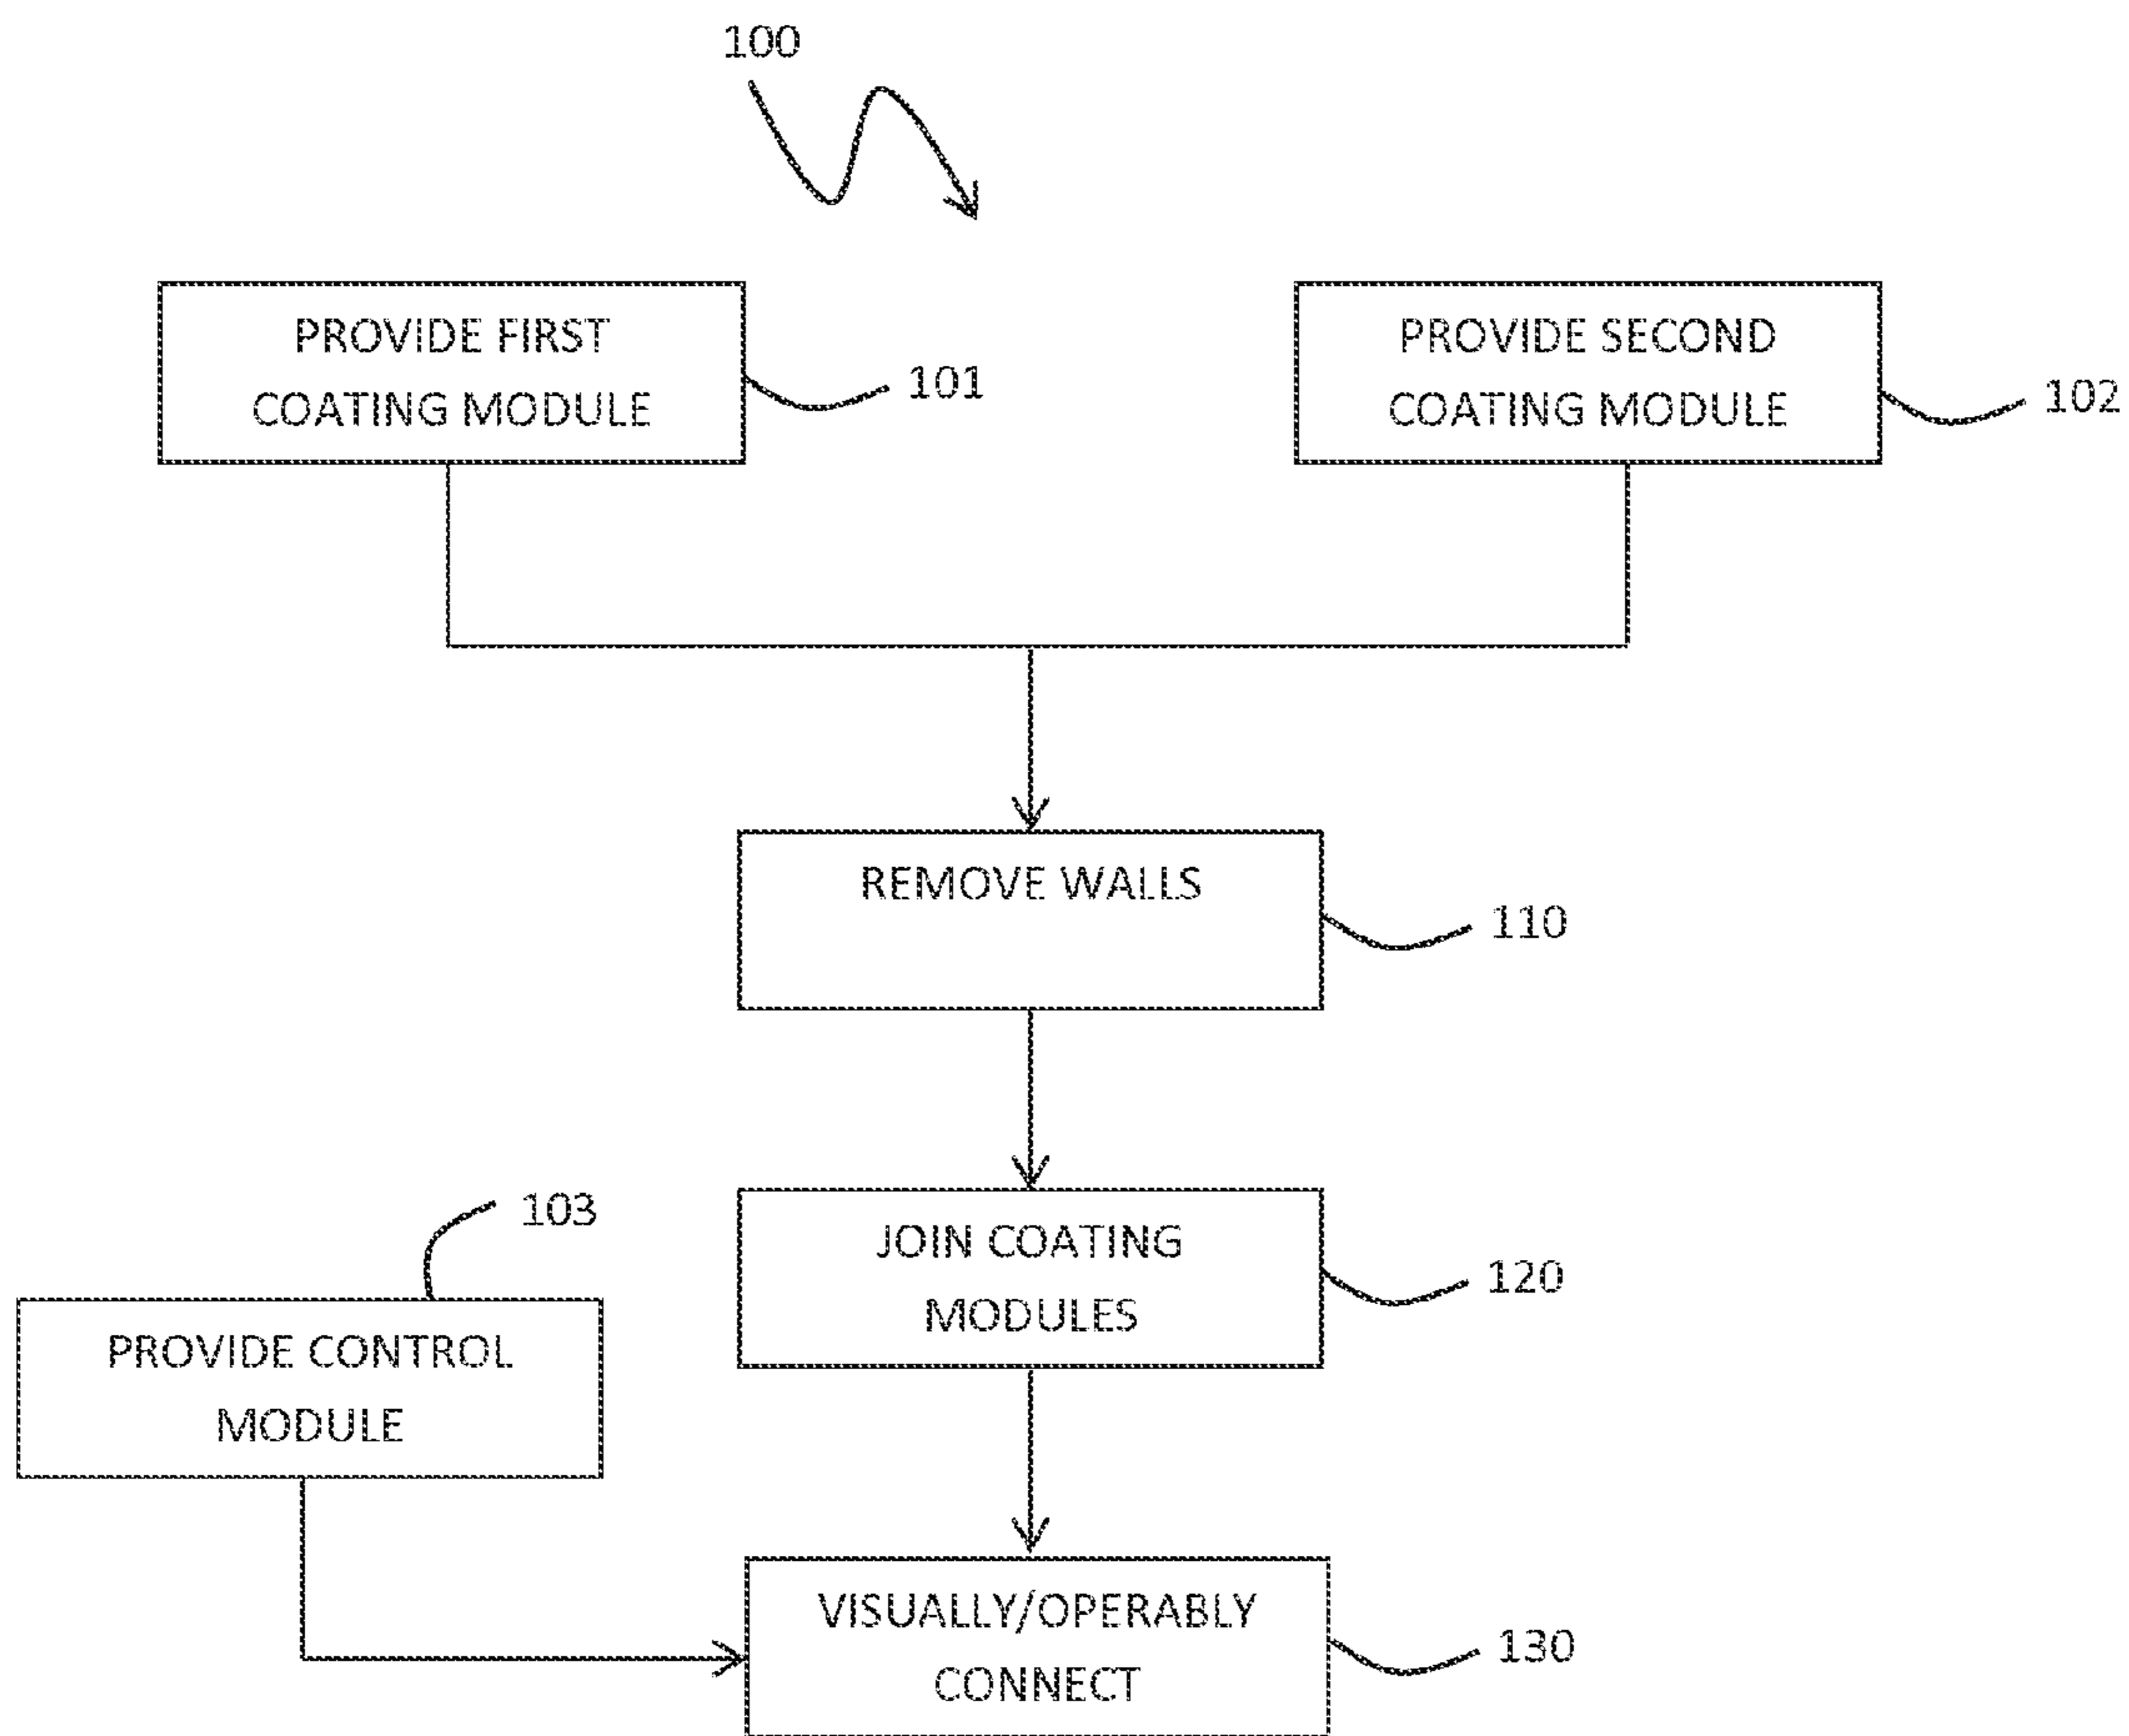 100
PROVIDE FIRST
COATING MODULE
101
PROVIDE SECOND
COATING MODULE
102
REMOVE WALLS
110
JOIN COATING
MODULES
120
103
PROVIDE CONTROL
MODULE
VISUALLY/OPERABLY
CONNECT
130